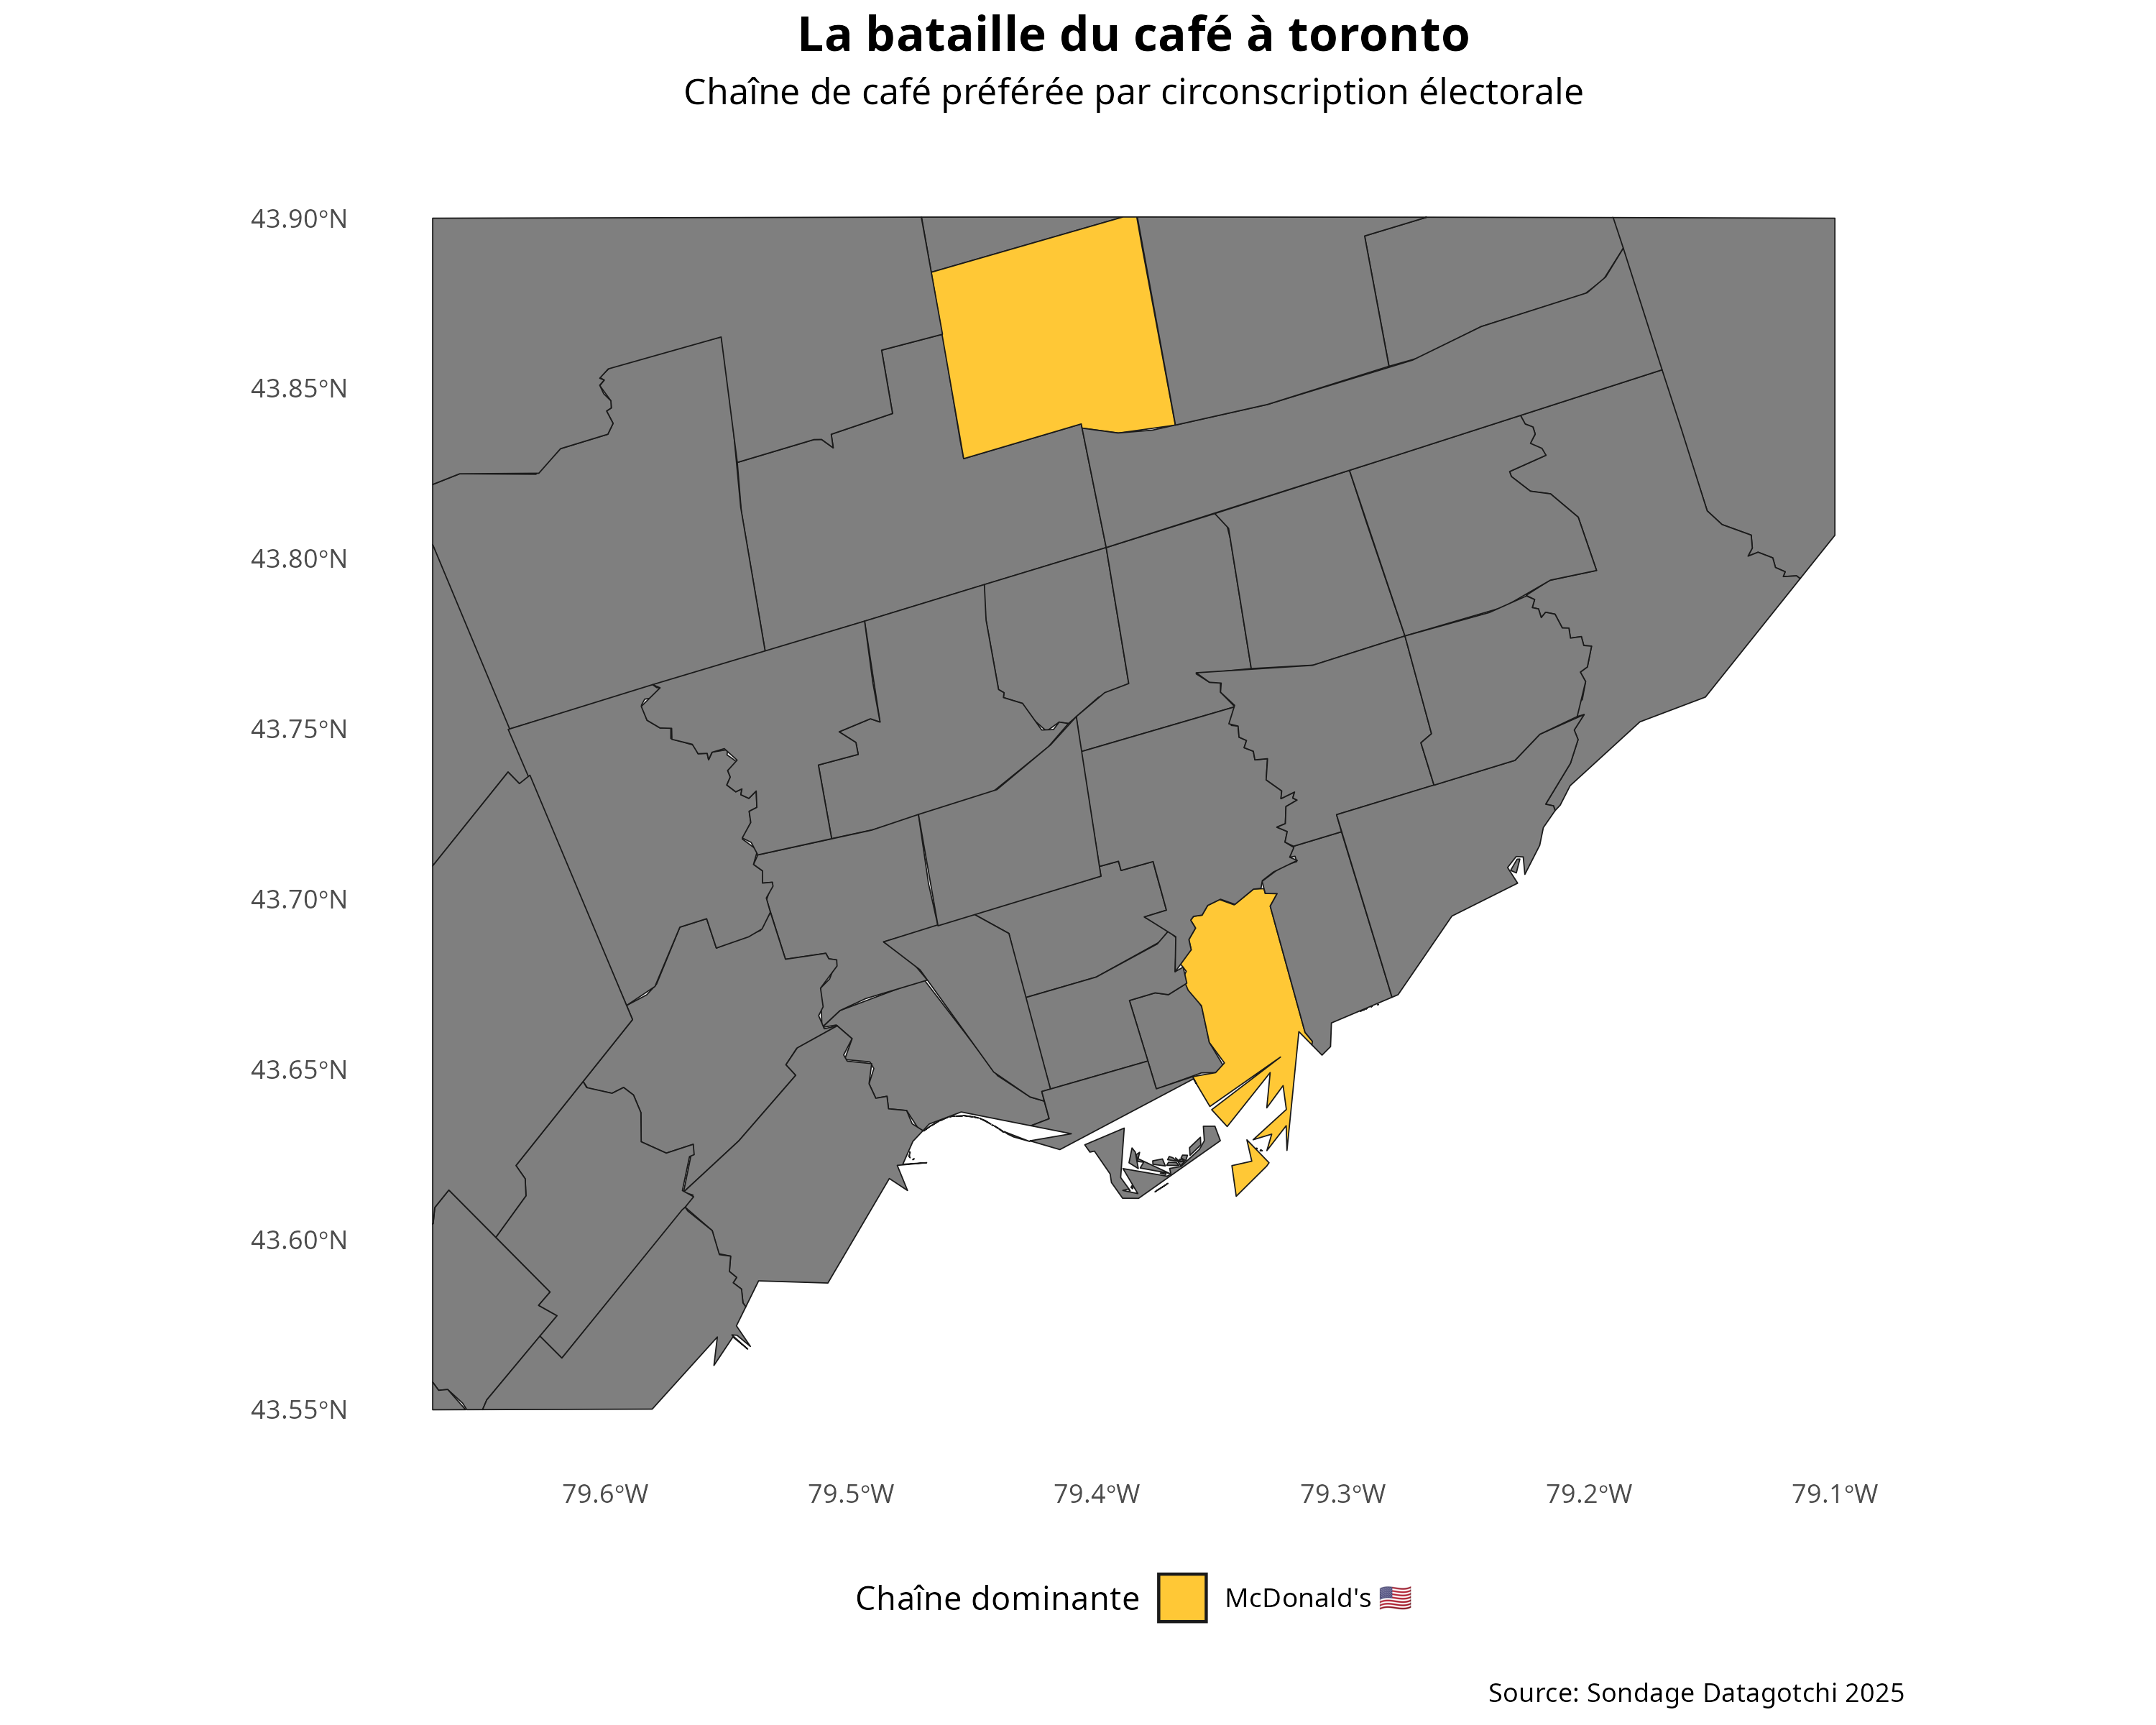 La bataille du café à toronto
Chaîne de café préférée par circonscription électorale
43.90°N
43.85°N
43.80°N
43.75°N
43.70°N
43.65°N
43.60°N
43.55°N
79.6°W 79.5°W 79.4°W 79.3°W 79.2°W 79.1°W
Chaîne dominante McDonald's 🇺🇸
Source: Sondage Datagotchi 2025